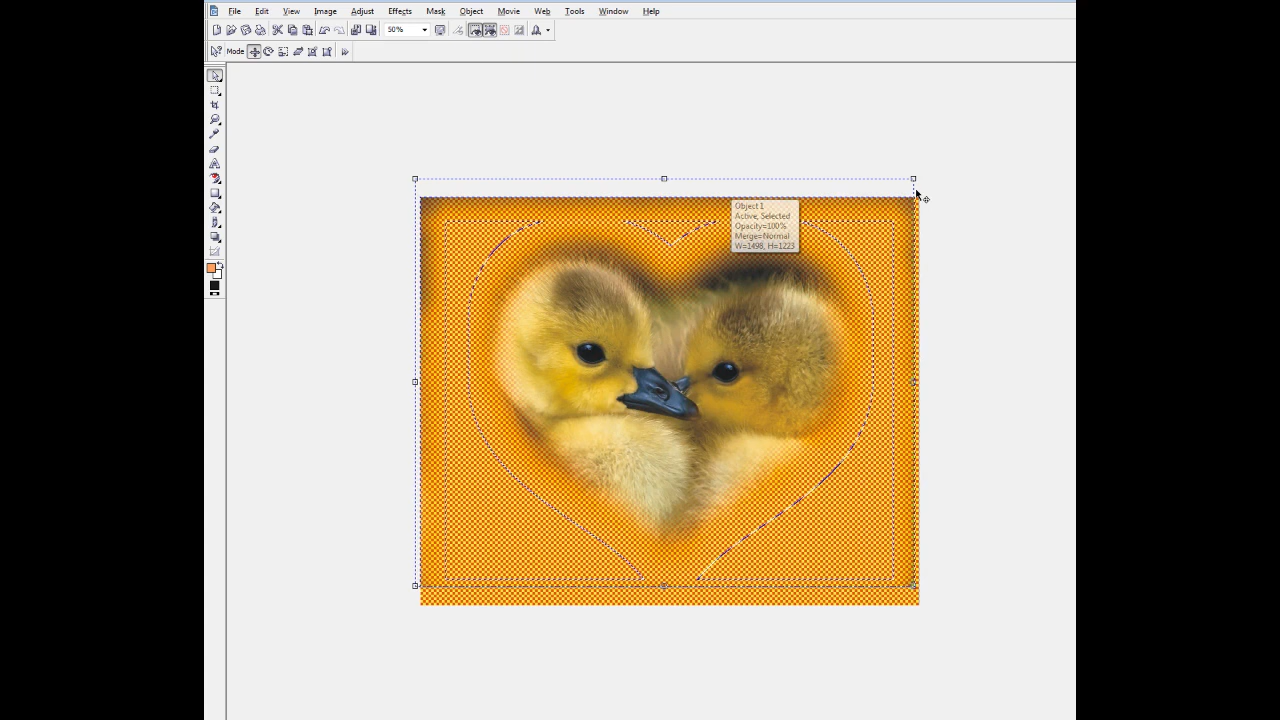 File Edit View Image Adjust Effects Mask Object Movie Web Tools Window Help
50%
Mode
Object 1
Active, Selected
Opacity=100%
Merge=Normal
W=1498, H=1223